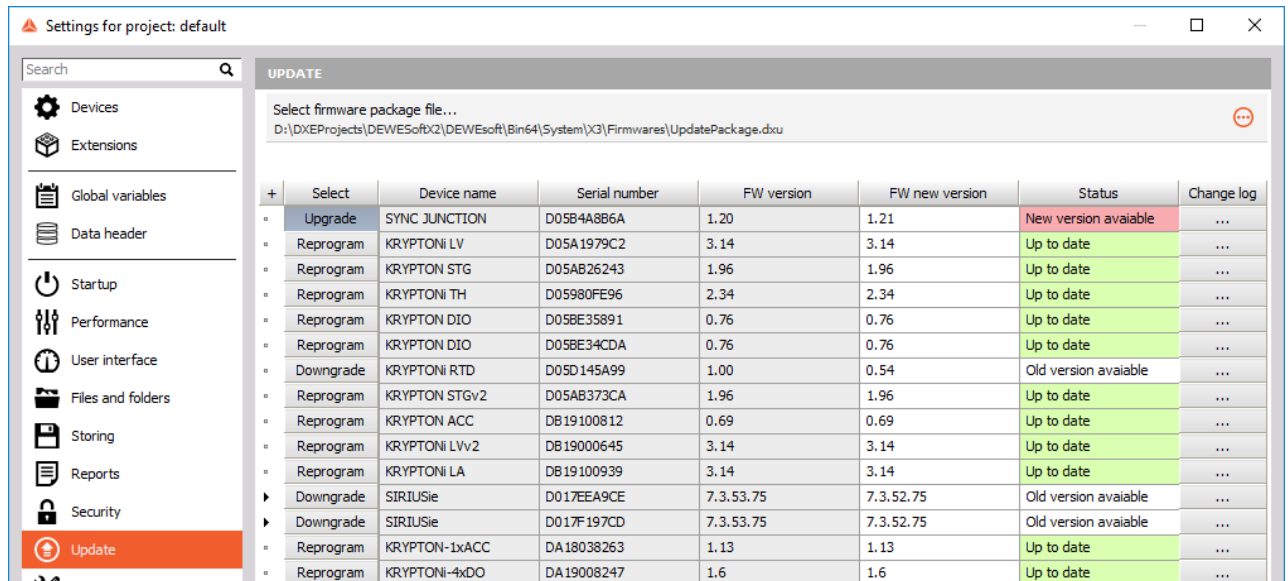 Settings for project: default
Search
Devices
Extensions
Global variables
Data header
Startup
Performance
User interface
Files and folders
Storing
Reports
Security
Update
UPDATE
Select firmware package file...
D:\DXEProjects\DEWESoftX2\DEWEsoft\Bin64\System\X3\Firmwares\UpdatePackage.dxu
+ Select Device name Serial number FW version FW new version Status Change log
Upgrade SYNC JUNCTION D05B4A8B6A 1.20 1.21 New version avaiable ...
Reprogram KRYPTONi LV D05A1979C2 3.14 3.14 Up to date ...
Reprogram KRYPTON STG D05AB26243 1.96 1.96 Up to date ...
Reprogram KRYPTONi TH D05980FE96 2.34 2.34 Up to date ...
Reprogram KRYPTON DIO D05BE35891 0.76 0.76 Up to date ...
Reprogram KRYPTON DIO D05BE34CDA 0.76 0.76 Up to date ...
Downgrade KRYPTONi RTD D05D145A99 1.00 0.54 Old version avaiable ...
Reprogram KRYPTON STGv2 D05AB373CA 1.96 1.96 Up to date ...
Reprogram KRYPTON ACC DB19100812 0.69 0.69 Up to date ...
Reprogram KRYPTONi LVv2 DB19000645 3.14 3.14 Up to date ...
Reprogram KRYPTONi LA DB19100939 3.14 3.14 Up to date ...
Downgrade SIRIUSie D017EEA9CE 7.3.53.75 7.3.52.75 Old version avaiable ...
Downgrade SIRIUSie D017F197CD 7.3.53.75 7.3.52.75 Old version avaiable ...
Reprogram KRYPTON-1xACC DA18038263 1.13 1.13 Up to date ...
Reprogram KRYPTONi-4xDO DA19008247 1.6 1.6 Up to date ...